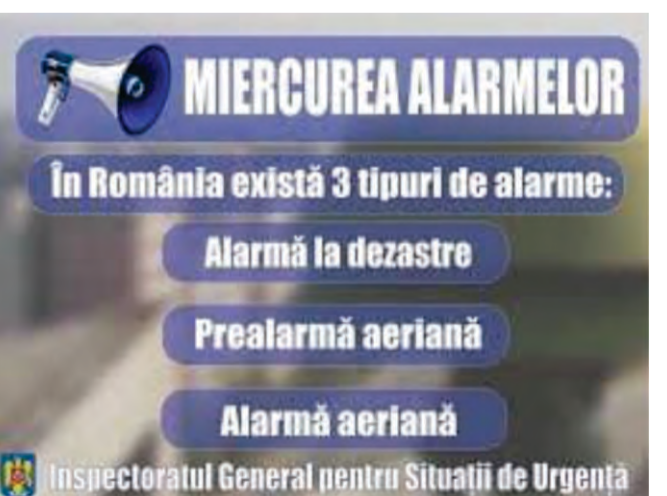 MIERCUREA ALARMELOR
În România există 3 tipuri de alarme:
Alarmă la dezastre
Prealarmă aeriană
Alarmă aeriană
Inspectoratul General pentru Situații de Urgență